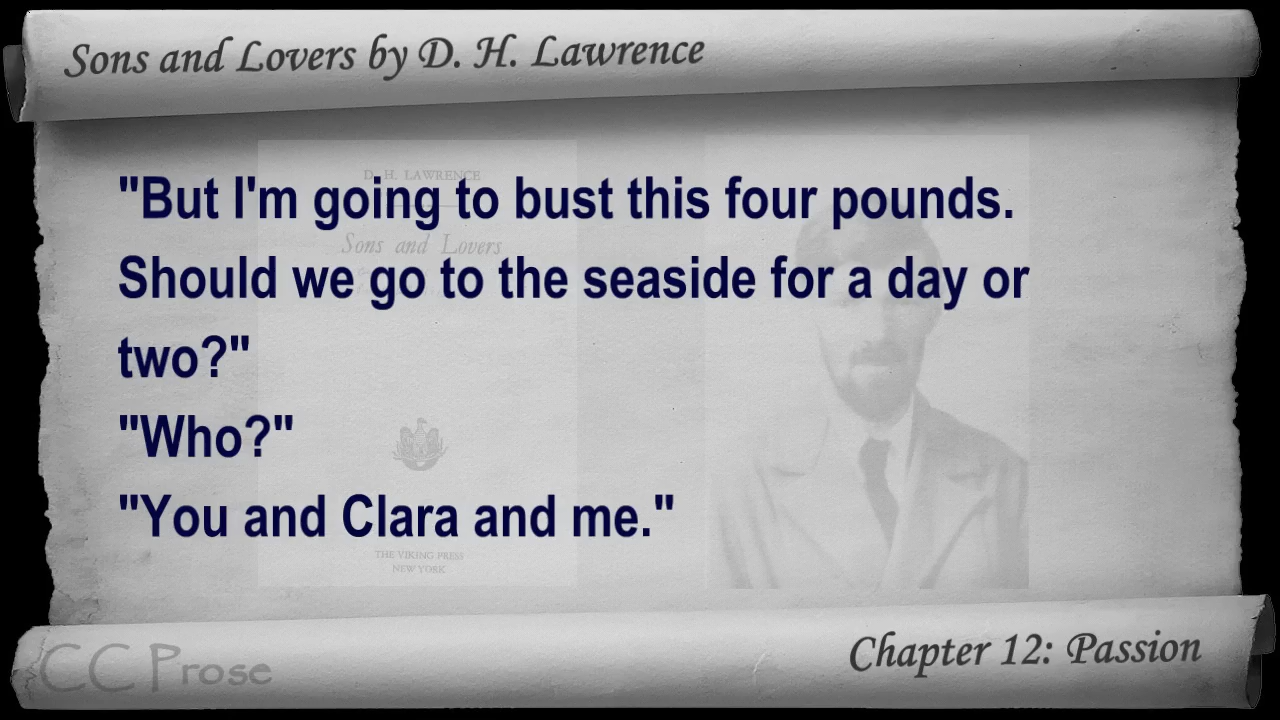 Sons and Lovers by D. H. Lawrence
D. H. LAWRENCE
Sons and Lovers
"But I'm going to bust this four pounds.
Should we go to the seaside for a day or
two?"
"Who?"
"You and Clara and me."
THE VIKING PRESS
NEW YORK
CC Prose
Chapter 12: Passion